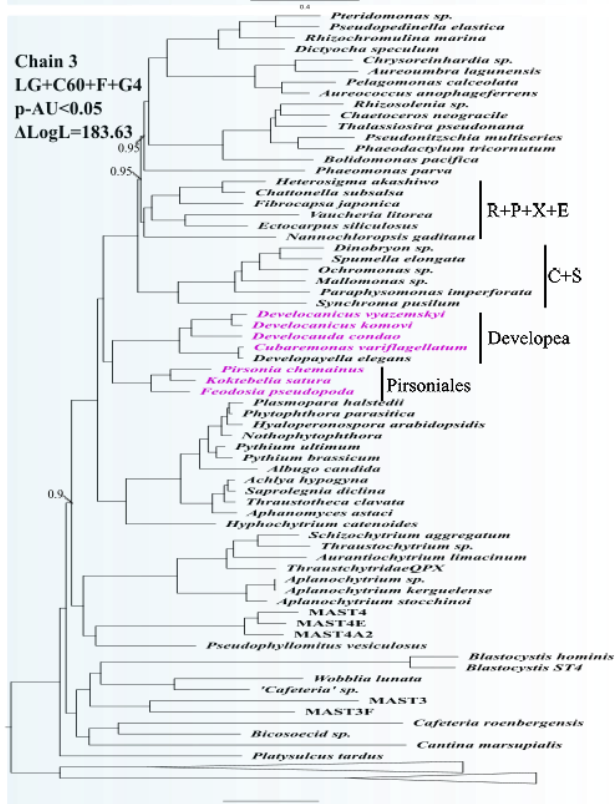 0.4
Pteridomonas sp.
Pseudopedinella elastica
Rhizochromulina marina
Dictyocha speculum
Chrysoreinhardia sp.
Aureoumbra lagunensis
Pelagomonas calceolata
Aureococcus anophageferrens
Rhizosolenia sp.
Chaetoceros neogracile
Thalassiosira pseudonana
Pseudonitzschia multiseries
Phaeodactylum tricornutum
Bolidomonas pacifica
Phaeomonas parva
Chain 3
LG+C60+F+G4
p-AU<0.05
ΔLogL=183.63
0.95
0.95
Heterosigma akashiwo
Chattonella subsalsa
Fibrocapsa japonica
Vaucheria litorea
Ectocarpus siliculosus
Nannochloropsis gaditana
R+P+X+E
Dinobryon sp.
Spumella elongata
Ochromonas sp.
Mallomonas sp.
Paraphysomonas imperforata
Synchroma pusilum
C+S
Develocanicus vyazemskyi
Develocanicus komovi
Develocauda condao
Cubaremonas variflagellatum
Developayella elegans
Developea
Pirsonia chemainus
Koktebelia satura
Feodosia pseudopoda
Pirsoniales
Plasmopara halstedii
Phytophthora parasitica
Hyaloperonospora arabidopsidis
Nothophytophthora
Pythium ultimum
Pythium brassicum
Albugo candida
Achlya hypogyna
Saprolegnia diclina
Thraustotheca clavata
Aphanomyces astaci
Hyphochytrium catenoides
0.9
Schizochytrium aggregatum
Thraustochytrium sp.
Aurantiochytrium limacinum
ThraustchytridaeQPX
Aplanochytrium sp.
Aplanochytrium kerguelense
Aplanochytrium stocchinoi
MAST4
MAST4E
MAST4A2
Pseudophyllomitus vesiculosus
Blastocystis hominis
Blastocystis ST4
Wobblia lunata
'Cafeteria' sp.
MAST3
MAST3F
Cafeteria roenbergensis
Bicosoecid sp.
Cantina marsupialis
Platysulcus tardus